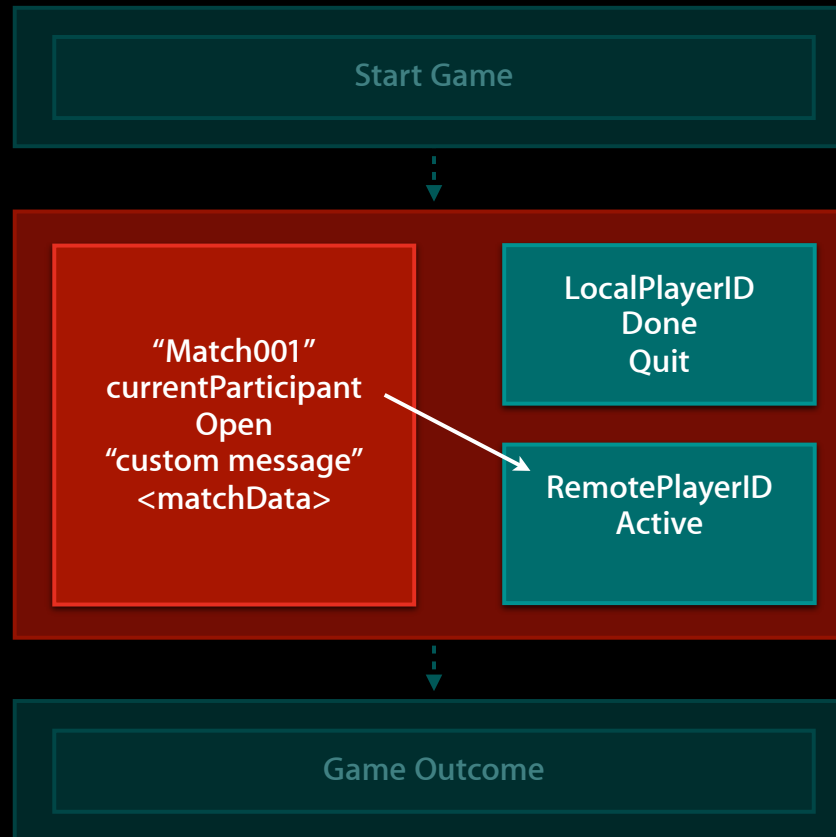 Start Game
“Match001”
currentParticipant
Open
“custom message”
<matchData>
LocalPlayerID
Done
Quit
RemotePlayerID
Active
Game Outcome